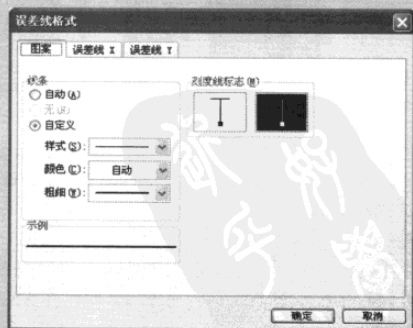 误差线格式
图案 误差线 X 误差线 Y
线条
自动(A)
无(N)
自定义
样式(S):
颜色(C): 自动
粗细(W):
示例
刻度线标志(M)
确定 取消